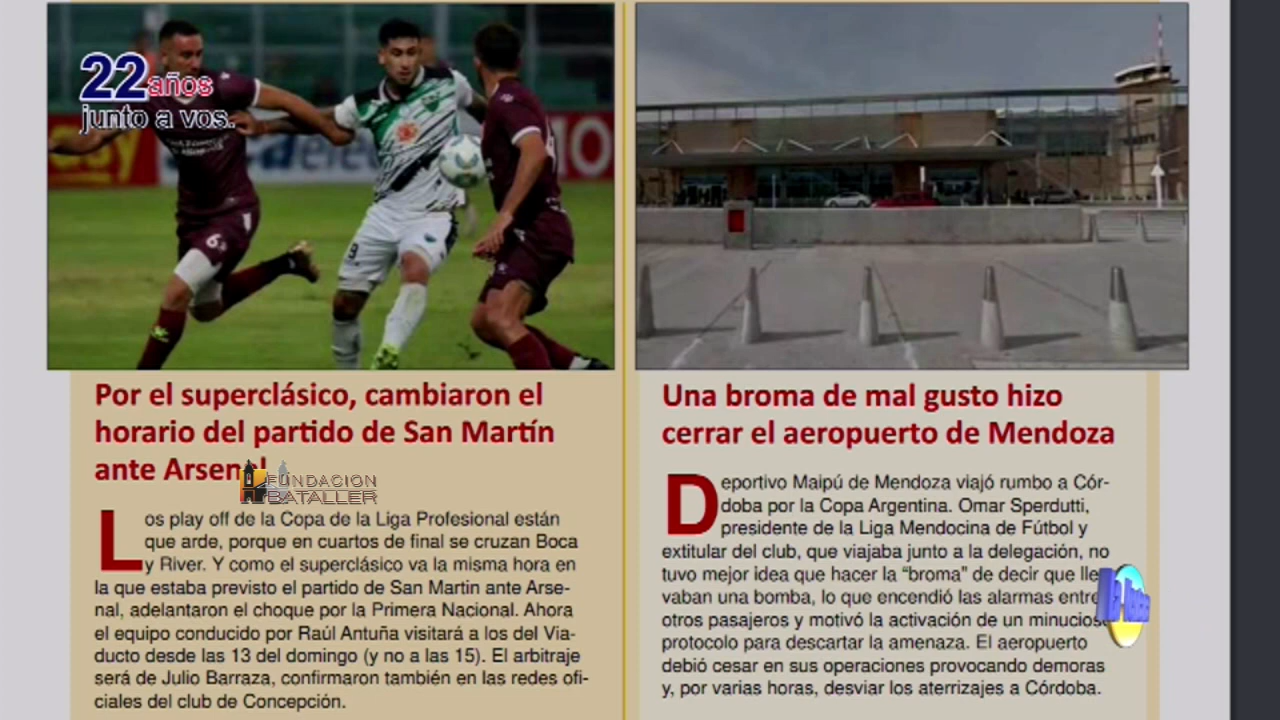 22 años
junto a vos.
6
9
Por el superclásico, cambiaron el
horario del partido de San Martín
ante Arsenal
FUNDACION
BATALLER
Los play off de la Copa de la Liga Profesional están
que arde, porque en cuartos de final se cruzan Boca
y River. Y como el superclásico va la misma hora en
la que estaba previsto el partido de San Martin ante Arse-
nal, adelantaron el choque por la Primera Nacional. Ahora
el equipo conducido por Raúl Antuña visitará a los del Via-
ducto desde las 13 del domingo (y no a las 15). El arbitraje
será de Julio Barraza, confirmaron también en las redes ofi-
ciales del club de Concepción.
Una broma de mal gusto hizo
cerrar el aeropuerto de Mendoza
Deportivo Maipú de Mendoza viajó rumbo a Cór-
doba por la Copa Argentina. Omar Sperdutti,
presidente de la Liga Mendocina de Fútbol y
extitular del club, que viajaba junto a la delegación, no
tuvo mejor idea que hacer la “broma” de decir que lle
vaban una bomba, lo que encendió las alarmas entre
otros pasajeros y motivó la activación de un minucioso
protocolo para descartar la amenaza. El aeropuerto
debió cesar en sus operaciones provocando demoras
y, por varias horas, desviar los aterrizajes a Córdoba.